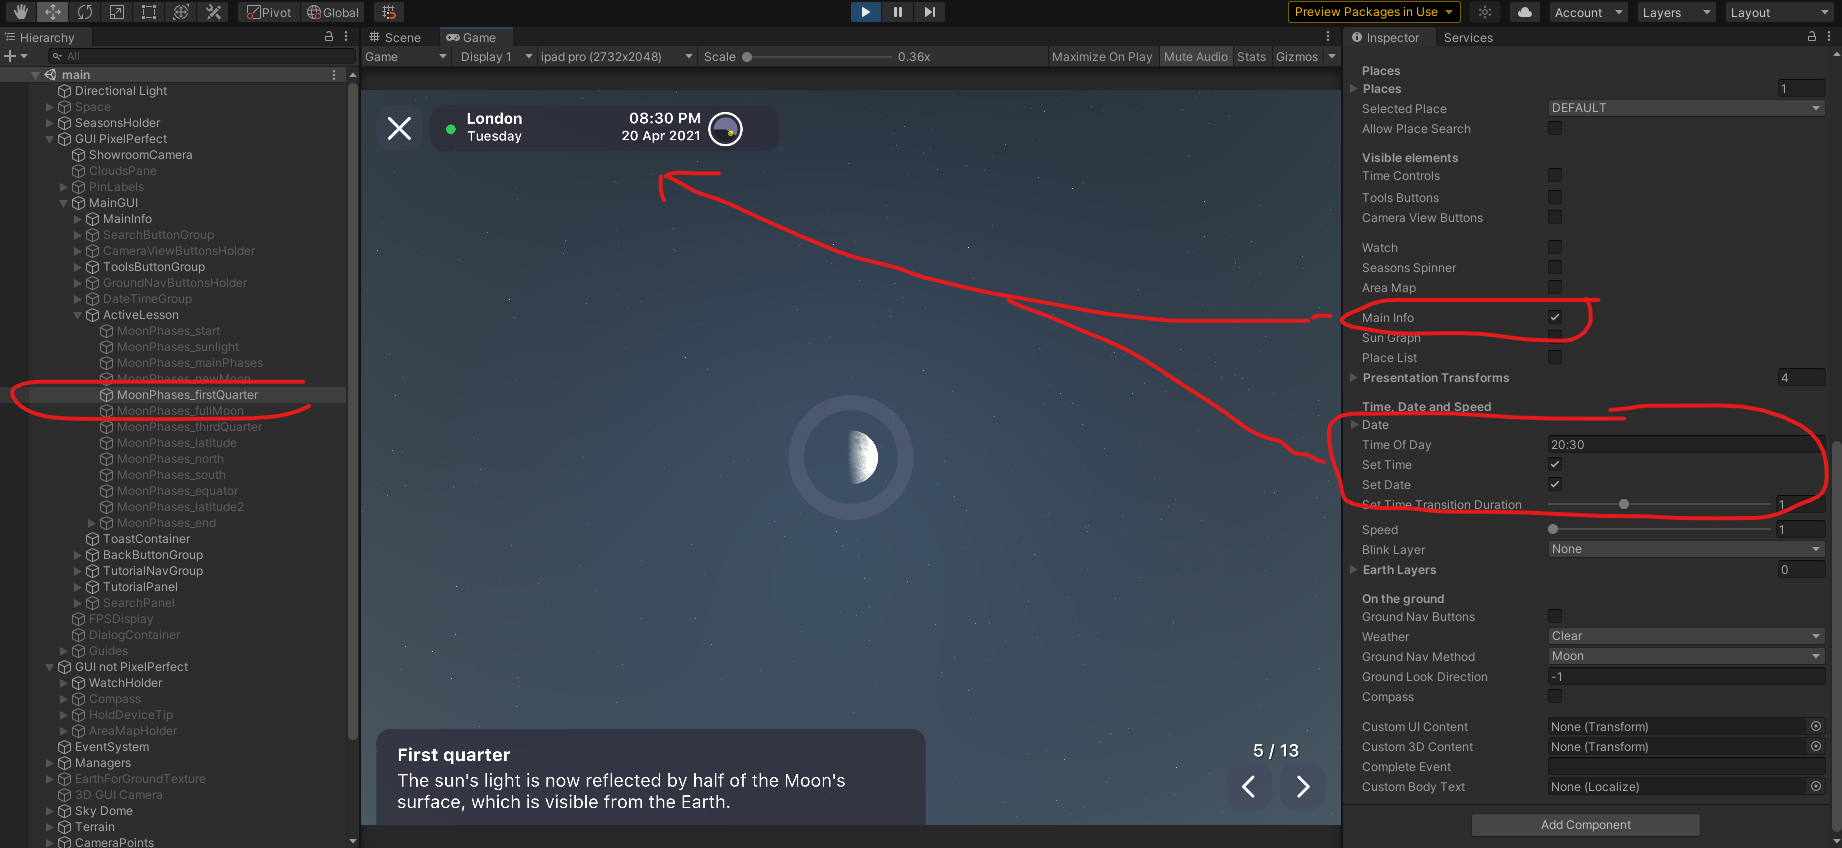 Pivot Global
Preview Packages in Use
Account
Layers
Layout
Hierarchy
All
main
Directional Light
Space
SeasonsHolder
GUI PixelPerfect
ShowroomCamera
CloudsPane
PinLabels
MainGUI
MainInfo
SearchButtonGroup
CameraViewButtonsHolder
ToolsButtonGroup
GroundNavButtonsHolder
DateTimeGroup
ActiveLesson
MoonPhases_start
MoonPhases_sunlight
MoonPhases_mainPhases
MoonPhases_newMoon
MoonPhases_firstQuarter
MoonPhases_fullMoon
MoonPhases_thirdQuarter
MoonPhases_latitude
MoonPhases_north
MoonPhases_south
MoonPhases_equator
MoonPhases_latitude2
MoonPhases_end
ToastContainer
BackButtonGroup
TutorialNavGroup
TutorialPanel
SearchPanel
FPSDisplay
DialogContainer
Guides
GUI not PixelPerfect
WatchHolder
Compass
HoldDeviceTip
AreaMapHolder
EventSystem
Managers
EarthForGroundTexture
3D GUI Camera
Sky Dome
Terrain
CameraPoints
Scene Game
Game Display 1 ipad pro (2732x2048) Scale 0.36x Maximize On Play Mute Audio Stats Gizmos
London 08:30 PM
Tuesday 20 Apr 2021
First quarter
The sun's light is now reflected by half of the Moon's
surface, which is visible from the Earth.
5 / 13
Inspector Services
Places
Places 1
Selected Place DEFAULT
Allow Place Search
Visible elements
Time Controls
Tools Buttons
Camera View Buttons
Watch
Seasons Spinner
Area Map
Main Info
Sun Graph
Place List
Presentation Transforms 4
Time, Date and Speed
Date
Time Of Day 20:30
Set Time
Set Date
Set Time Transition Duration 1
Speed 1
Blink Layer None
Earth Layers 0
On the ground
Ground Nav Buttons
Weather Clear
Ground Nav Method Moon
Ground Look Direction -1
Compass
Custom UI Content None (Transform)
Custom 3D Content None (Transform)
Complete Event
Custom Body Text None (Localize)
Add Component